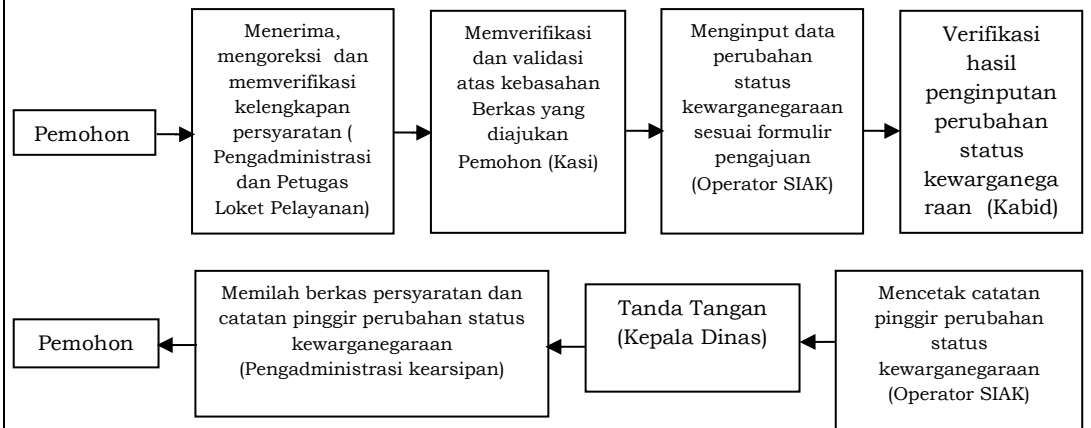 Pemohon
Menerima,
mengoreksi dan
memverifikasi
kelengkapan
persyaratan (
Pengadministrasi
dan Petugas
Loket Pelayanan)
Memverifikasi
dan validasi
atas kebasahan
Berkas yang
diajukan
Pemohon (Kasi)
Menginput data
perubahan
status
kewarganegaraan
sesuai formulir
pengajuan
(Operator SIAK)
Verifikasi
hasil
penginputan
perubahan
status
kewarganega
raan (Kabid)
Mencetak catatan
pinggir perubahan
status
kewarganegaraan
(Operator SIAK)
Tanda Tangan
(Kepala Dinas)
Memilah berkas persyaratan dan
catatan pinggir perubahan status
kewarganegaraan
(Pengadministrasi kearsipan)
Pemohon